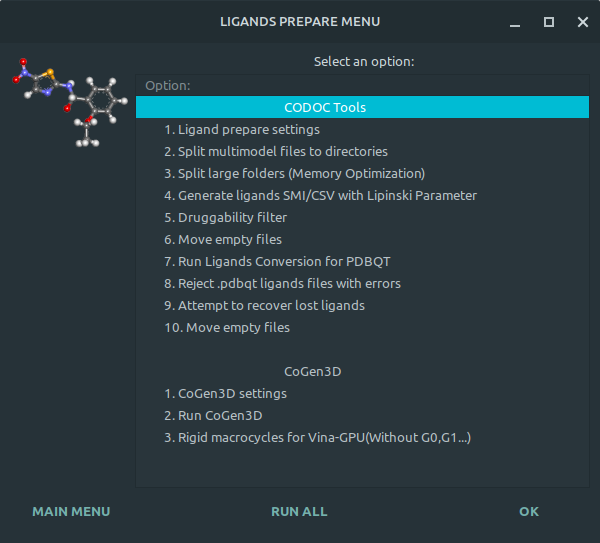 LIGANDS PREPARE MENU
Select an option:
Option:
CODOC Tools
1. Ligand prepare settings
2. Split multimodel files to directories
3. Split large folders (Memory Optimization)
4. Generate ligands SMI/CSV with Lipinski Parameter
5. Druggability filter
6. Move empty files
7. Run Ligands Conversion for PDBQT
8. Reject .pdbqt ligands files with errors
9. Attempt to recover lost ligands
10. Move empty files
CoGen3D
1. CoGen3D settings
2. Run CoGen3D
3. Rigid macrocycles for Vina-GPU(Without G0,G1...)
MAIN MENU
RUN ALL
OK